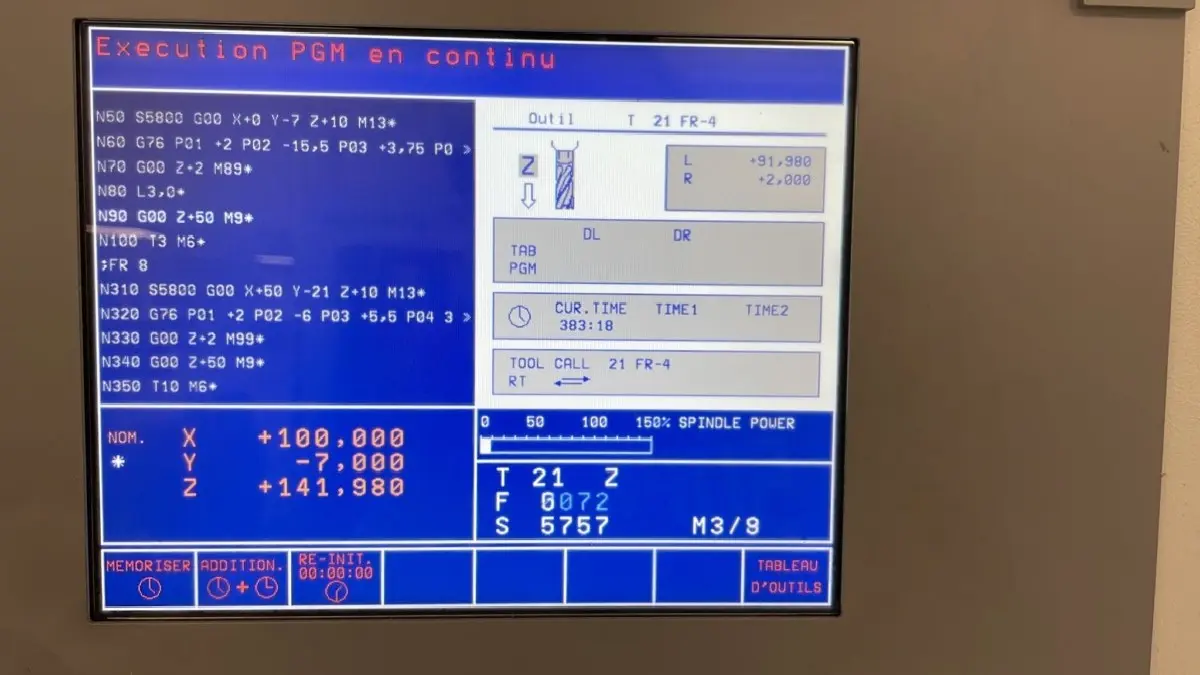 Execution PGM en continu
N50 S5800 G00 X+0 Y-7 Z+10 M13*
N60 G76 P01 +2 P02 -15,5 P03 +3,75 P0 >
N70 G00 Z+2 M89*
N80 L3,0*
N90 G00 Z+50 M9*
N100 T3 M6*
;FR 8
N310 S5800 G00 X+50 Y-21 Z+10 M13*
N320 G76 P01 +2 P02 -6 P03 +5,5 P04 3 >
N330 G00 Z+2 M99*
N340 G00 Z+50 M9*
N350 T10 M6*
Outil T 21 FR-4
Z
L +91,980
R +2,000
DL DR
TAB
PGM
CUR.TIME TIME1 TIME2
383:18
TOOL CALL 21 FR-4
RT
NOM. X +100,000
* Y -7,000
Z +141,980
0 50 100 150% SPINDLE POWER
T 21 Z
F 072
S 5757 M3/9
MEMORISER
ADDITION.
+
RE-INIT.
00:00:00
TABLEAU
D'OUTILS